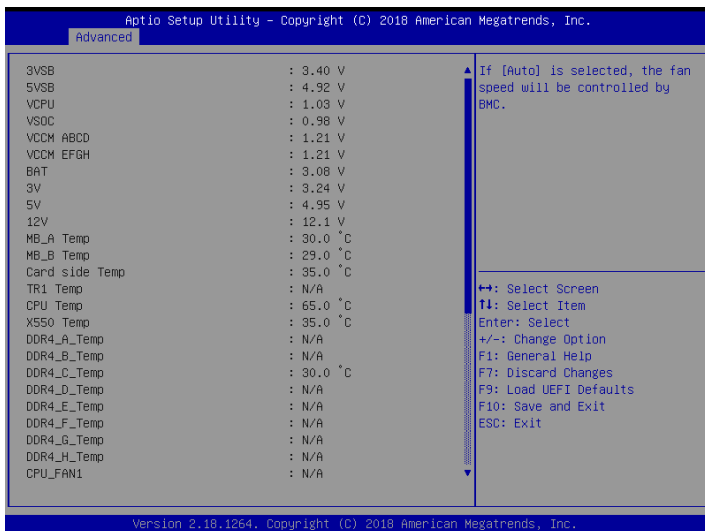 Aptio Setup Utility – Copyright (C) 2018 American Megatrends, Inc.
Advanced
3VSB : 3.40 V
5VSB : 4.92 V
VCPU : 1.03 V
VSOC : 0.98 V
VCCM ABCD : 1.21 V
VCCM EFGH : 1.21 V
BAT : 3.08 V
3V : 3.24 V
5V : 4.95 V
12V : 12.1 V
MB_A Temp : 30.0 °C
MB_B Temp : 29.0 °C
Card side Temp : 35.0 °C
TR1 Temp : N/A
CPU Temp : 65.0 °C
X550 Temp : 35.0 °C
DDR4_A_Temp : N/A
DDR4_B_Temp : N/A
DDR4_C_Temp : 30.0 °C
DDR4_D_Temp : N/A
DDR4_E_Temp : N/A
DDR4_F_Temp : N/A
DDR4_G_Temp : N/A
DDR4_H_Temp : N/A
CPU_FAN1 : N/A
If [Auto] is selected, the fan
speed will be controlled by
BMC.
↔: Select Screen
↑↓: Select Item
Enter: Select
+/-: Change Option
F1: General Help
F7: Discard Changes
F9: Load UEFI Defaults
F10: Save and Exit
ESC: Exit
Version 2.18.1264. Copyright (C) 2018 American Megatrends, Inc.